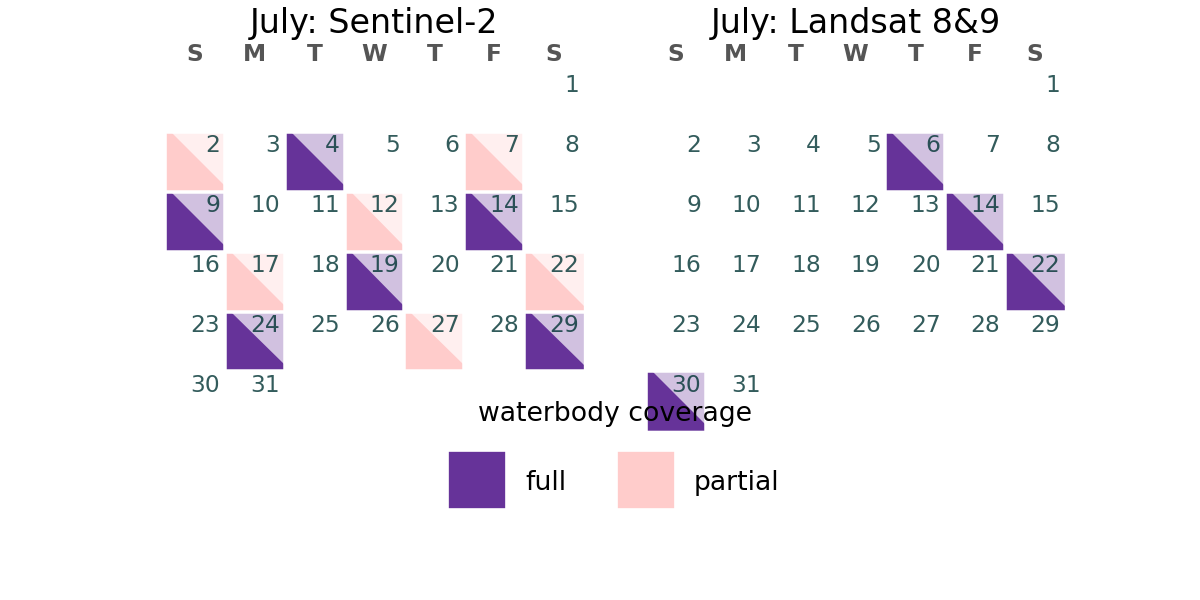 July: Sentinel-2
S M T W T F S
1
2 3 4 5 6 7 8
9 10 11 12 13 14 15
16 17 18 19 20 21 22
23 24 25 26 27 28 29
30 31
July: Landsat 8&9
S M T W T F S
1
2 3 4 5 6 7 8
9 10 11 12 13 14 15
16 17 18 19 20 21 22
23 24 25 26 27 28 29
30 31
waterbody coverage
full partial